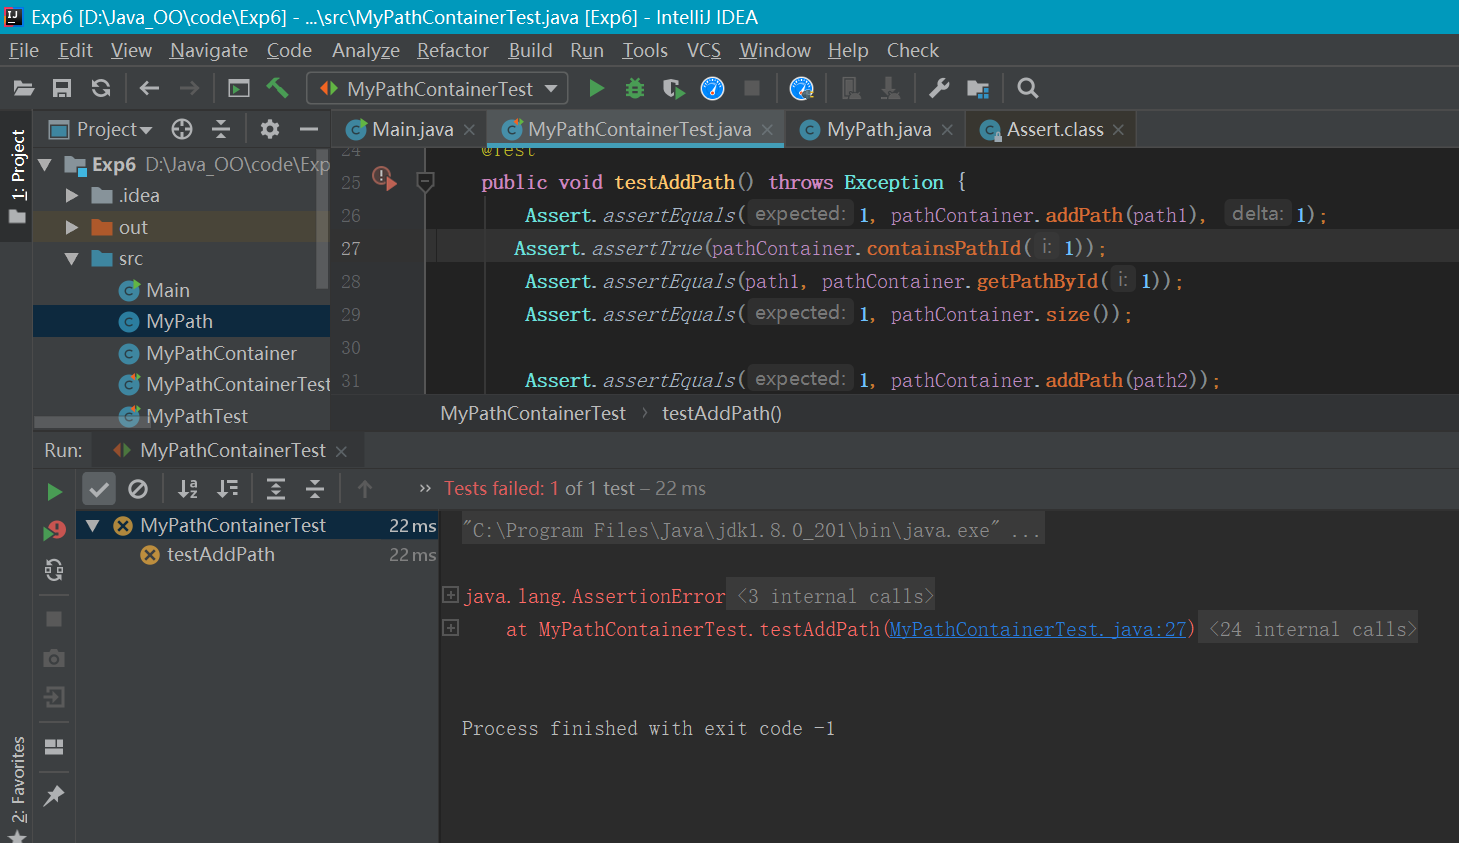 Exp6 [D:\Java_OO\code\Exp6] - ...\src\MyPathContainerTest.java [Exp6] - IntelliJ IDEA
File Edit View Navigate Code Analyze Refactor Build Run Tools VCS Window Help Check
MyPathContainerTest
1: Project
Project
Main.java MyPathContainerTest.java MyPath.java Assert.class
Exp6 D:\Java_OO\code\Exp
.idea
out
src
Main
MyPath
MyPathContainer
MyPathContainerTest
MyPathTest
24 @Test
25 public void testAddPath() throws Exception {
26 Assert.assertEquals( expected: 1, pathContainer.addPath(path1), delta: 1);
27 Assert.assertTrue(pathContainer.containsPathId( i: 1));
28 Assert.assertEquals(path1, pathContainer.getPathById( i: 1));
29 Assert.assertEquals( expected: 1, pathContainer.size());
30
31 Assert.assertEquals( expected: 1, pathContainer.addPath(path2));
MyPathContainerTest › testAddPath()
Run: MyPathContainerTest
» Tests failed: 1 of 1 test – 22 ms
MyPathContainerTest 22 ms
testAddPath 22 ms
"C:\Program Files\Java\jdk1.8.0_201\bin\java.exe" ...
java.lang.AssertionError <3 internal calls>
at MyPathContainerTest.testAddPath(MyPathContainerTest.java:27) <24 internal calls>
Process finished with exit code -1
2: Favorites